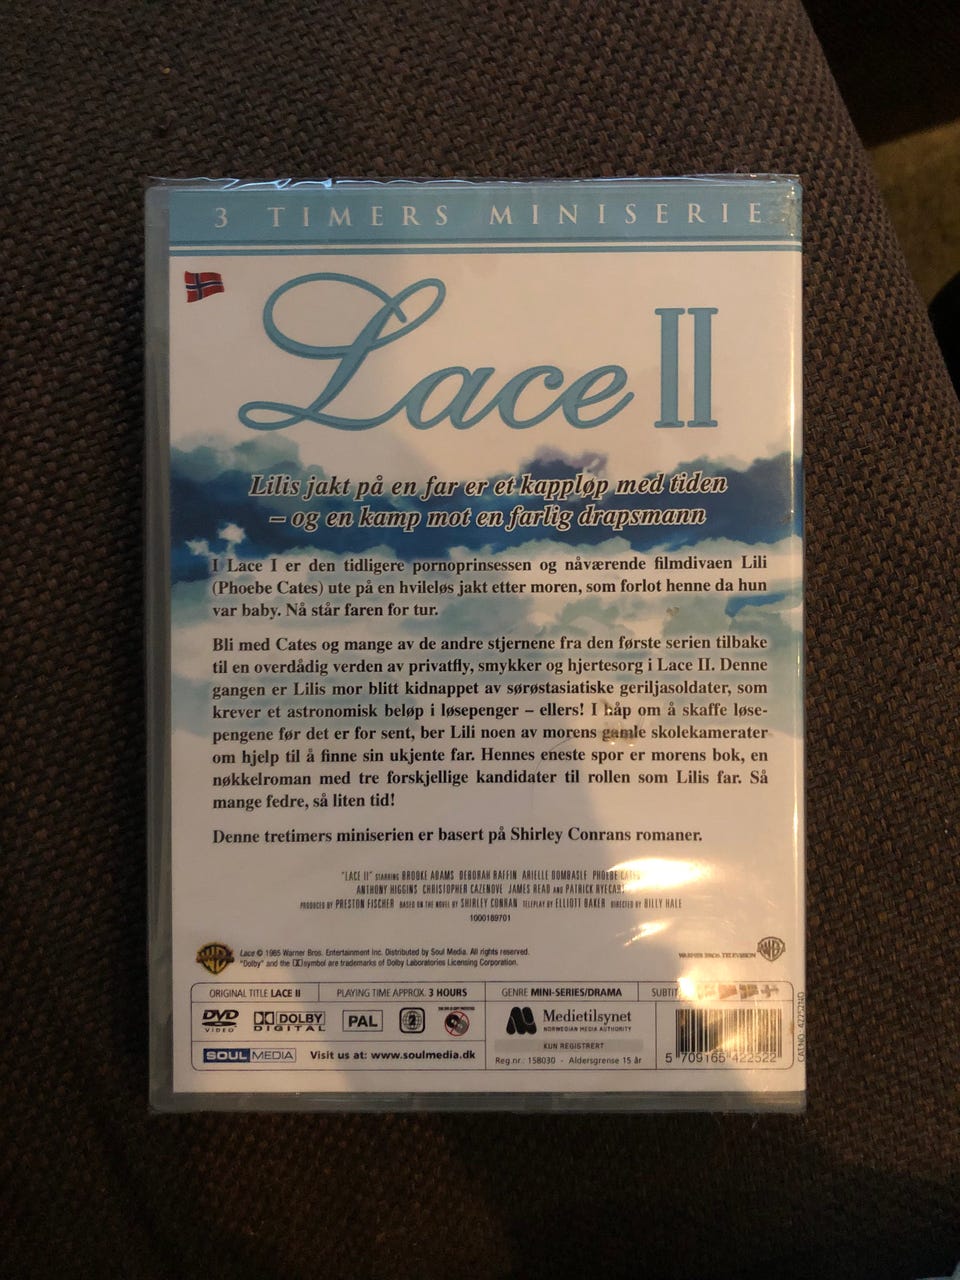 3 TIMERS MINISERIE
Lace II
Lilis jakt på en far er et kappløp med tiden
– og en kamp mot en farlig drapsmann
I Lace I er den tidligere pornoprinsessen og nåværende filmdivaen Lili
(Phoebe Cates) ute på en hvileløs jakt etter moren, som forlot henne da hun
var baby. Nå står faren for tur.
Bli med Cates og mange av de andre stjernene fra den første serien tilbake
til en overdådig verden av privatfly, smykker og hjertesorg i Lace II. Denne
gangen er Lilis mor blitt kidnappet av sørøstasiatiske geriljasoldater, som
krever et astronomisk beløp i løsepenger – ellers! I håp om å skaffe løse-
pengene før det er for sent, ber Lili noen av morens gamle skolekamerater
om hjelp til å finne sin ukjente far. Hennes eneste spor er morens bok, en
nøkkelroman med tre forskjellige kandidater til rollen som Lilis far. Så
mange fedre, så liten tid!
Denne tretimers miniserien er basert på Shirley Conrans romaner.
"LACE II" STARRING BROOKE ADAMS DEBORAH RAFFIN ARIELLE DOMBASLE PHOEBE CATES
ANTHONY HIGGINS CHRISTOPHER CAZENOVE JAMES READ AND PATRICK RYECART
PRODUCED BY PRESTON FISCHER BASED ON THE NOVEL BY SHIRLEY CONRAN TELEPLAY BY ELLIOTT BAKER DIRECTED BY BILLY HALE
1000189701
Lace © 1985 Warner Bros. Entertainment Inc. Distributed by Soul Media. All rights reserved.
"Dolby" and the DD symbol are trademarks of Dolby Laboratories Licensing Corporation.
WARNER BROS. TELEVISION
ORIGINAL TITLE LACE II PLAYING TIME APPROX. 3 HOURS GENRE MINI-SERIES/DRAMA
DVD VIDEO DOLBY DIGITAL PAL 2
Medietilsynet
NORWEGIAN MEDIA AUTHORITY
KUN REGISTRERT
SOUL MEDIA Visit us at: www.soulmedia.dk
Reg.nr.: 158030 - Aldersgrense 15 år
5 709165 422522